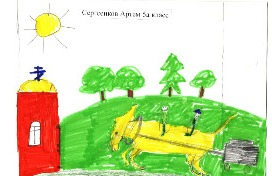 Сергеенков Артем 5а класс